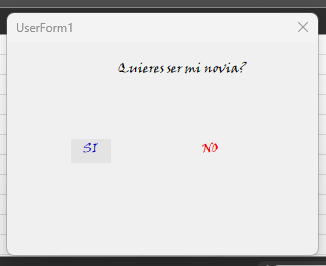 UserForm1
Quieres ser mi novia?
SI
NO